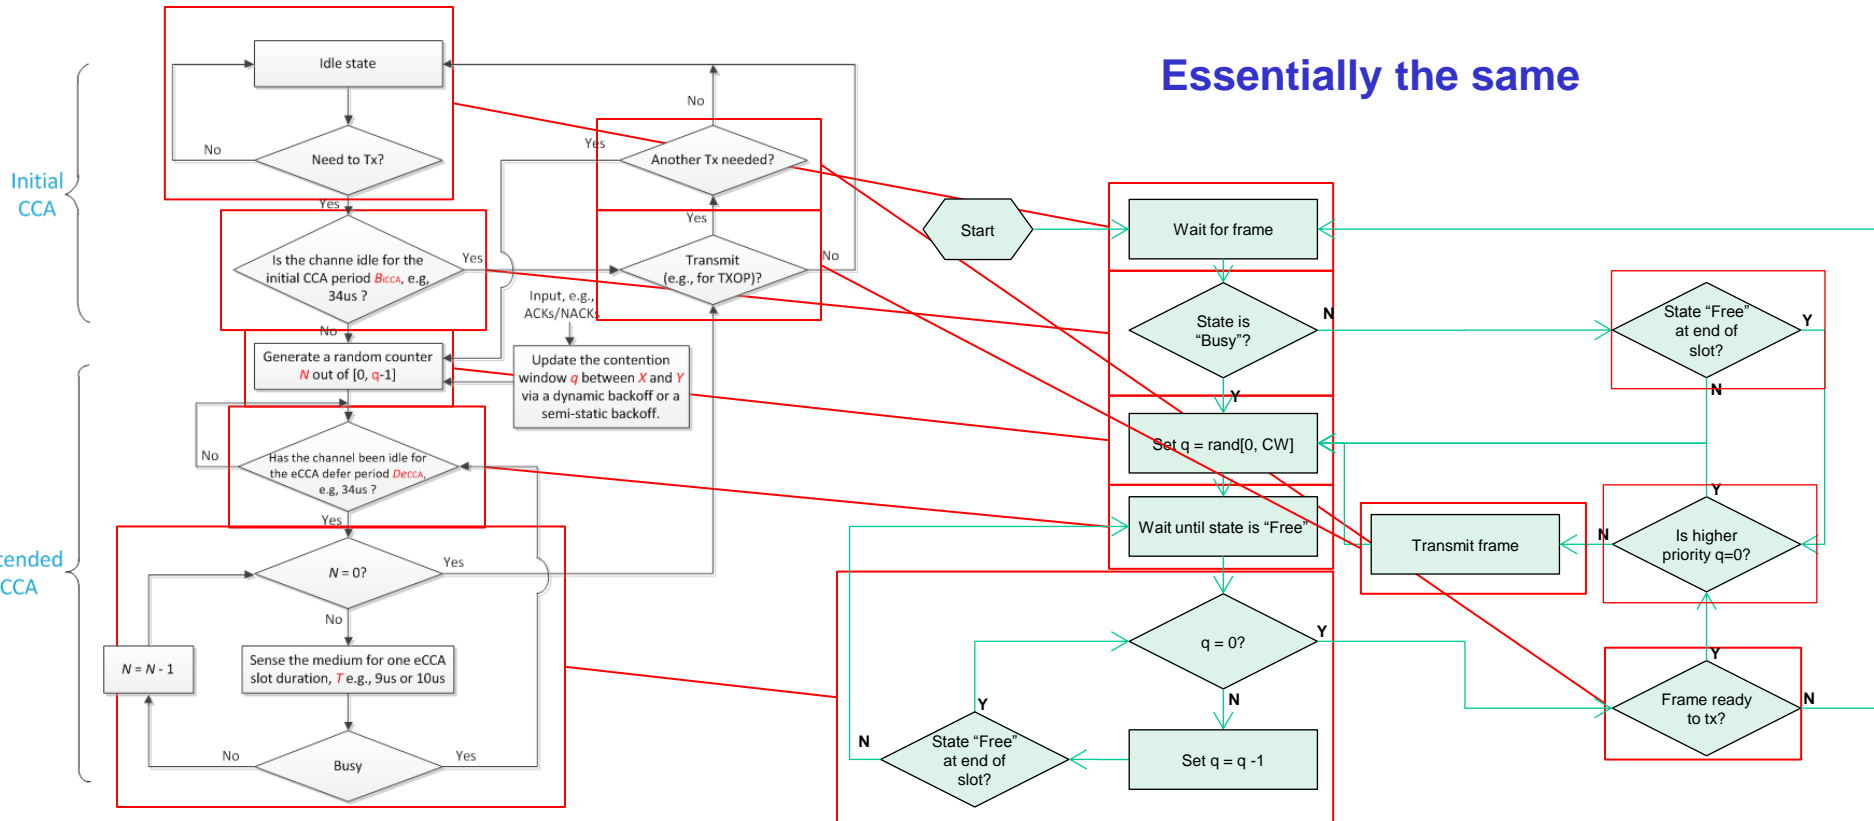 Essentially the same
Initial
CCA
Idle state
No
Need to Tx?
Yes
Is the channe idle for the
initial CCA period BiCCA, e.g,
34us ?
Yes
No
Generate a random counter
N out of [0, q-1]
No
Has the channel been idle for
the eCCA defer period DeCCA,
e.g, 34us ?
Yes
tended
CCA
N = 0?
Yes
No
N = N - 1
Sense the medium for one eCCA
slot duration, T e.g., 9us or 10us
No
Busy
Yes
No
Yes
Another Tx needed?
Yes
Transmit
(e.g., for TXOP)?
No
Input, e.g.,
ACKs/NACKs
Update the contention
window q between X and Y
via a dynamic backoff or a
semi-static backoff.
Start
Wait for frame
State is
“Busy”?
N
Y
Set q = rand[0, CW]
Wait until state is “Free”
q = 0?
Y
N
Set q = q -1
State “Free”
at end of
slot?
Y
N
State “Free”
at end of
slot?
Y
N
Y
Is higher
priority q=0?
N
Transmit frame
Y
Frame ready
to tx?
N